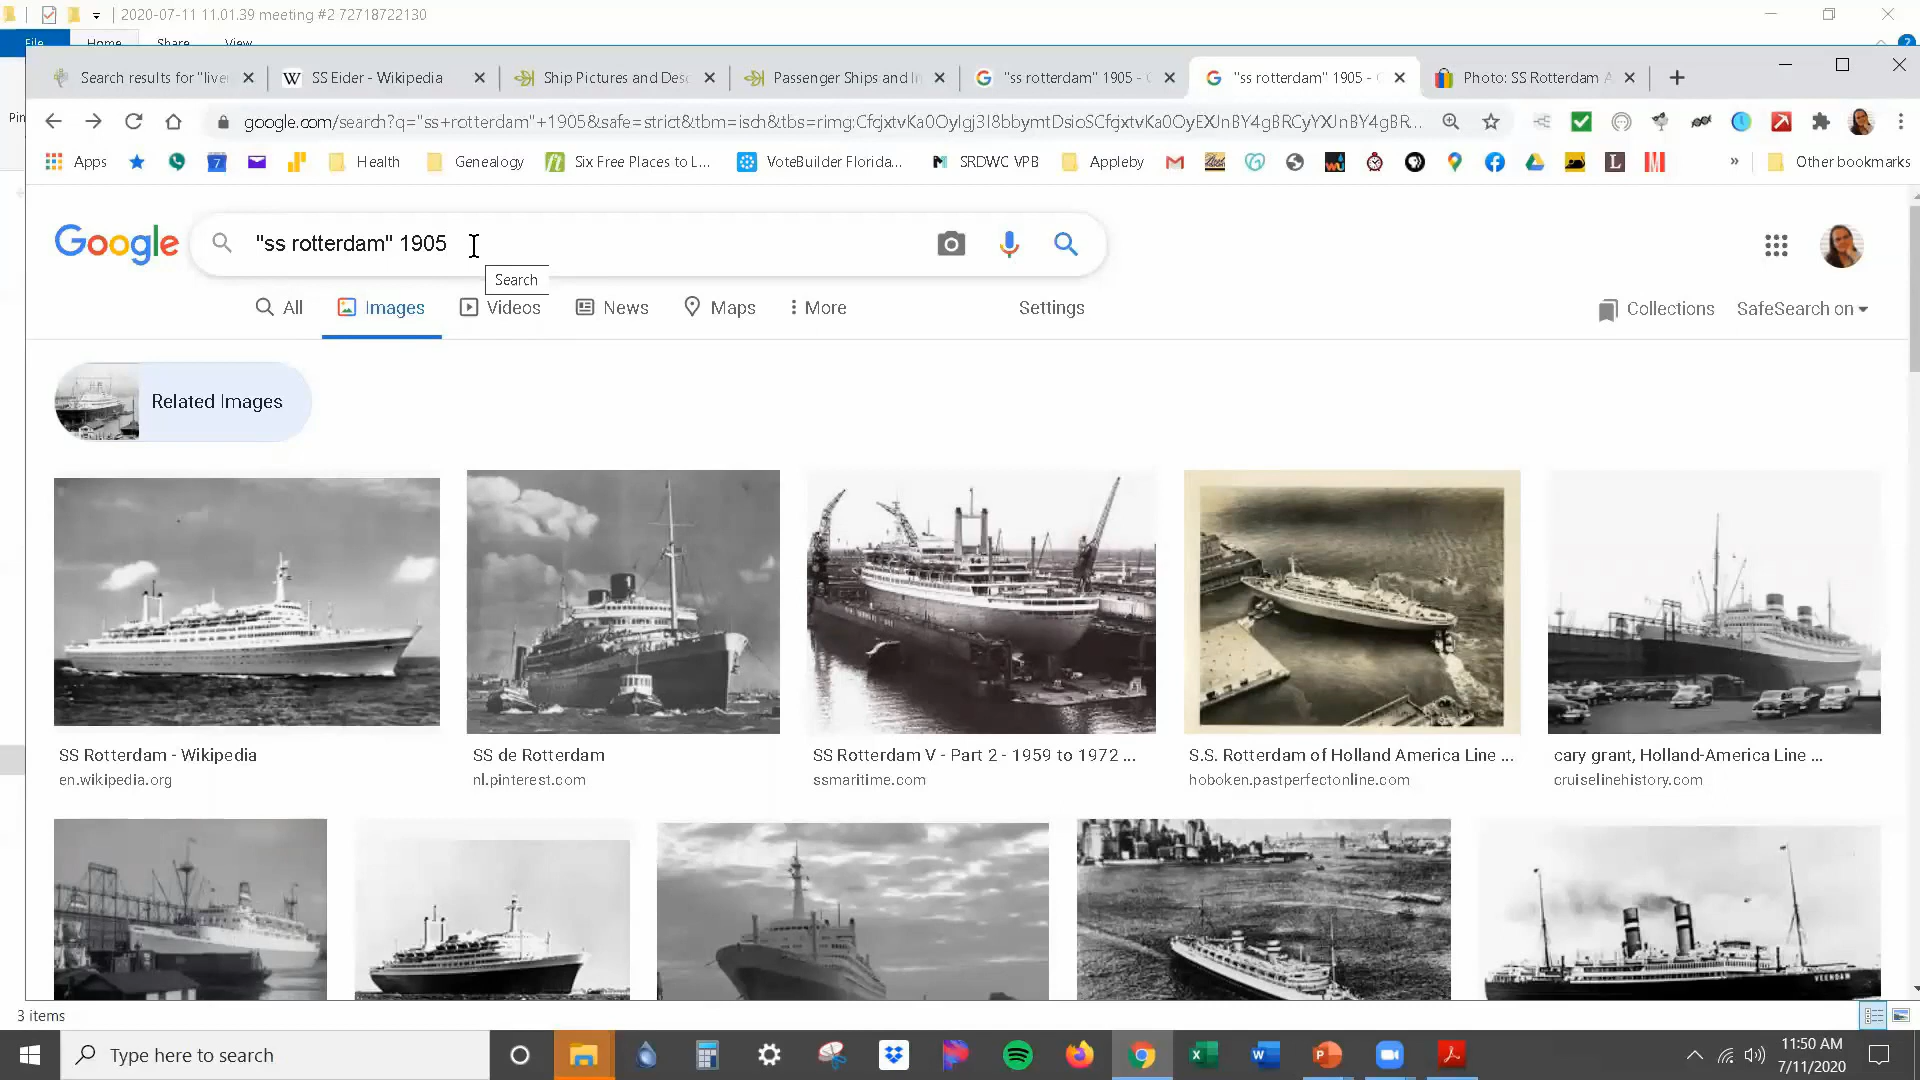 2020-07-11 11.01.39 meeting #2 72718722130
File Home Share View
Search results for "live
SS Eider - Wikipedia
Ship Pictures and Desc
Passenger Ships and I
"ss rotterdam" 1905 -
"ss rotterdam" 1905 -
Photo: SS Rotterdam
google.com/search?q="ss+rotterdam"+1905&safe=strict&tbm=isch&tbs=rimg:CfqjxtvKa0OyIgj3I8bbymtDsioSCfqjxtvKa0OyEXJnBY4gBRCyYXJnBY4gBR...
Pin
Apps
7
Health
Genealogy
Six Free Places to L...
VoteBuilder Florida...
SRDWC VPB
Appleby
»
Other bookmarks
Google
"ss rotterdam" 1905
Search
All
Images
Videos
News
Maps
More
Settings
Collections
SafeSearch on
Related Images
SS Rotterdam - Wikipedia
en.wikipedia.org
SS de Rotterdam
nl.pinterest.com
SS Rotterdam V - Part 2 - 1959 to 1972 ...
ssmaritime.com
S.S. Rotterdam of Holland America Line ...
hoboken.pastperfectonline.com
cary grant, Holland-America Line ...
cruiselinehistory.com
VEENDAM
3 items
Type here to search
11:50 AM
7/11/2020